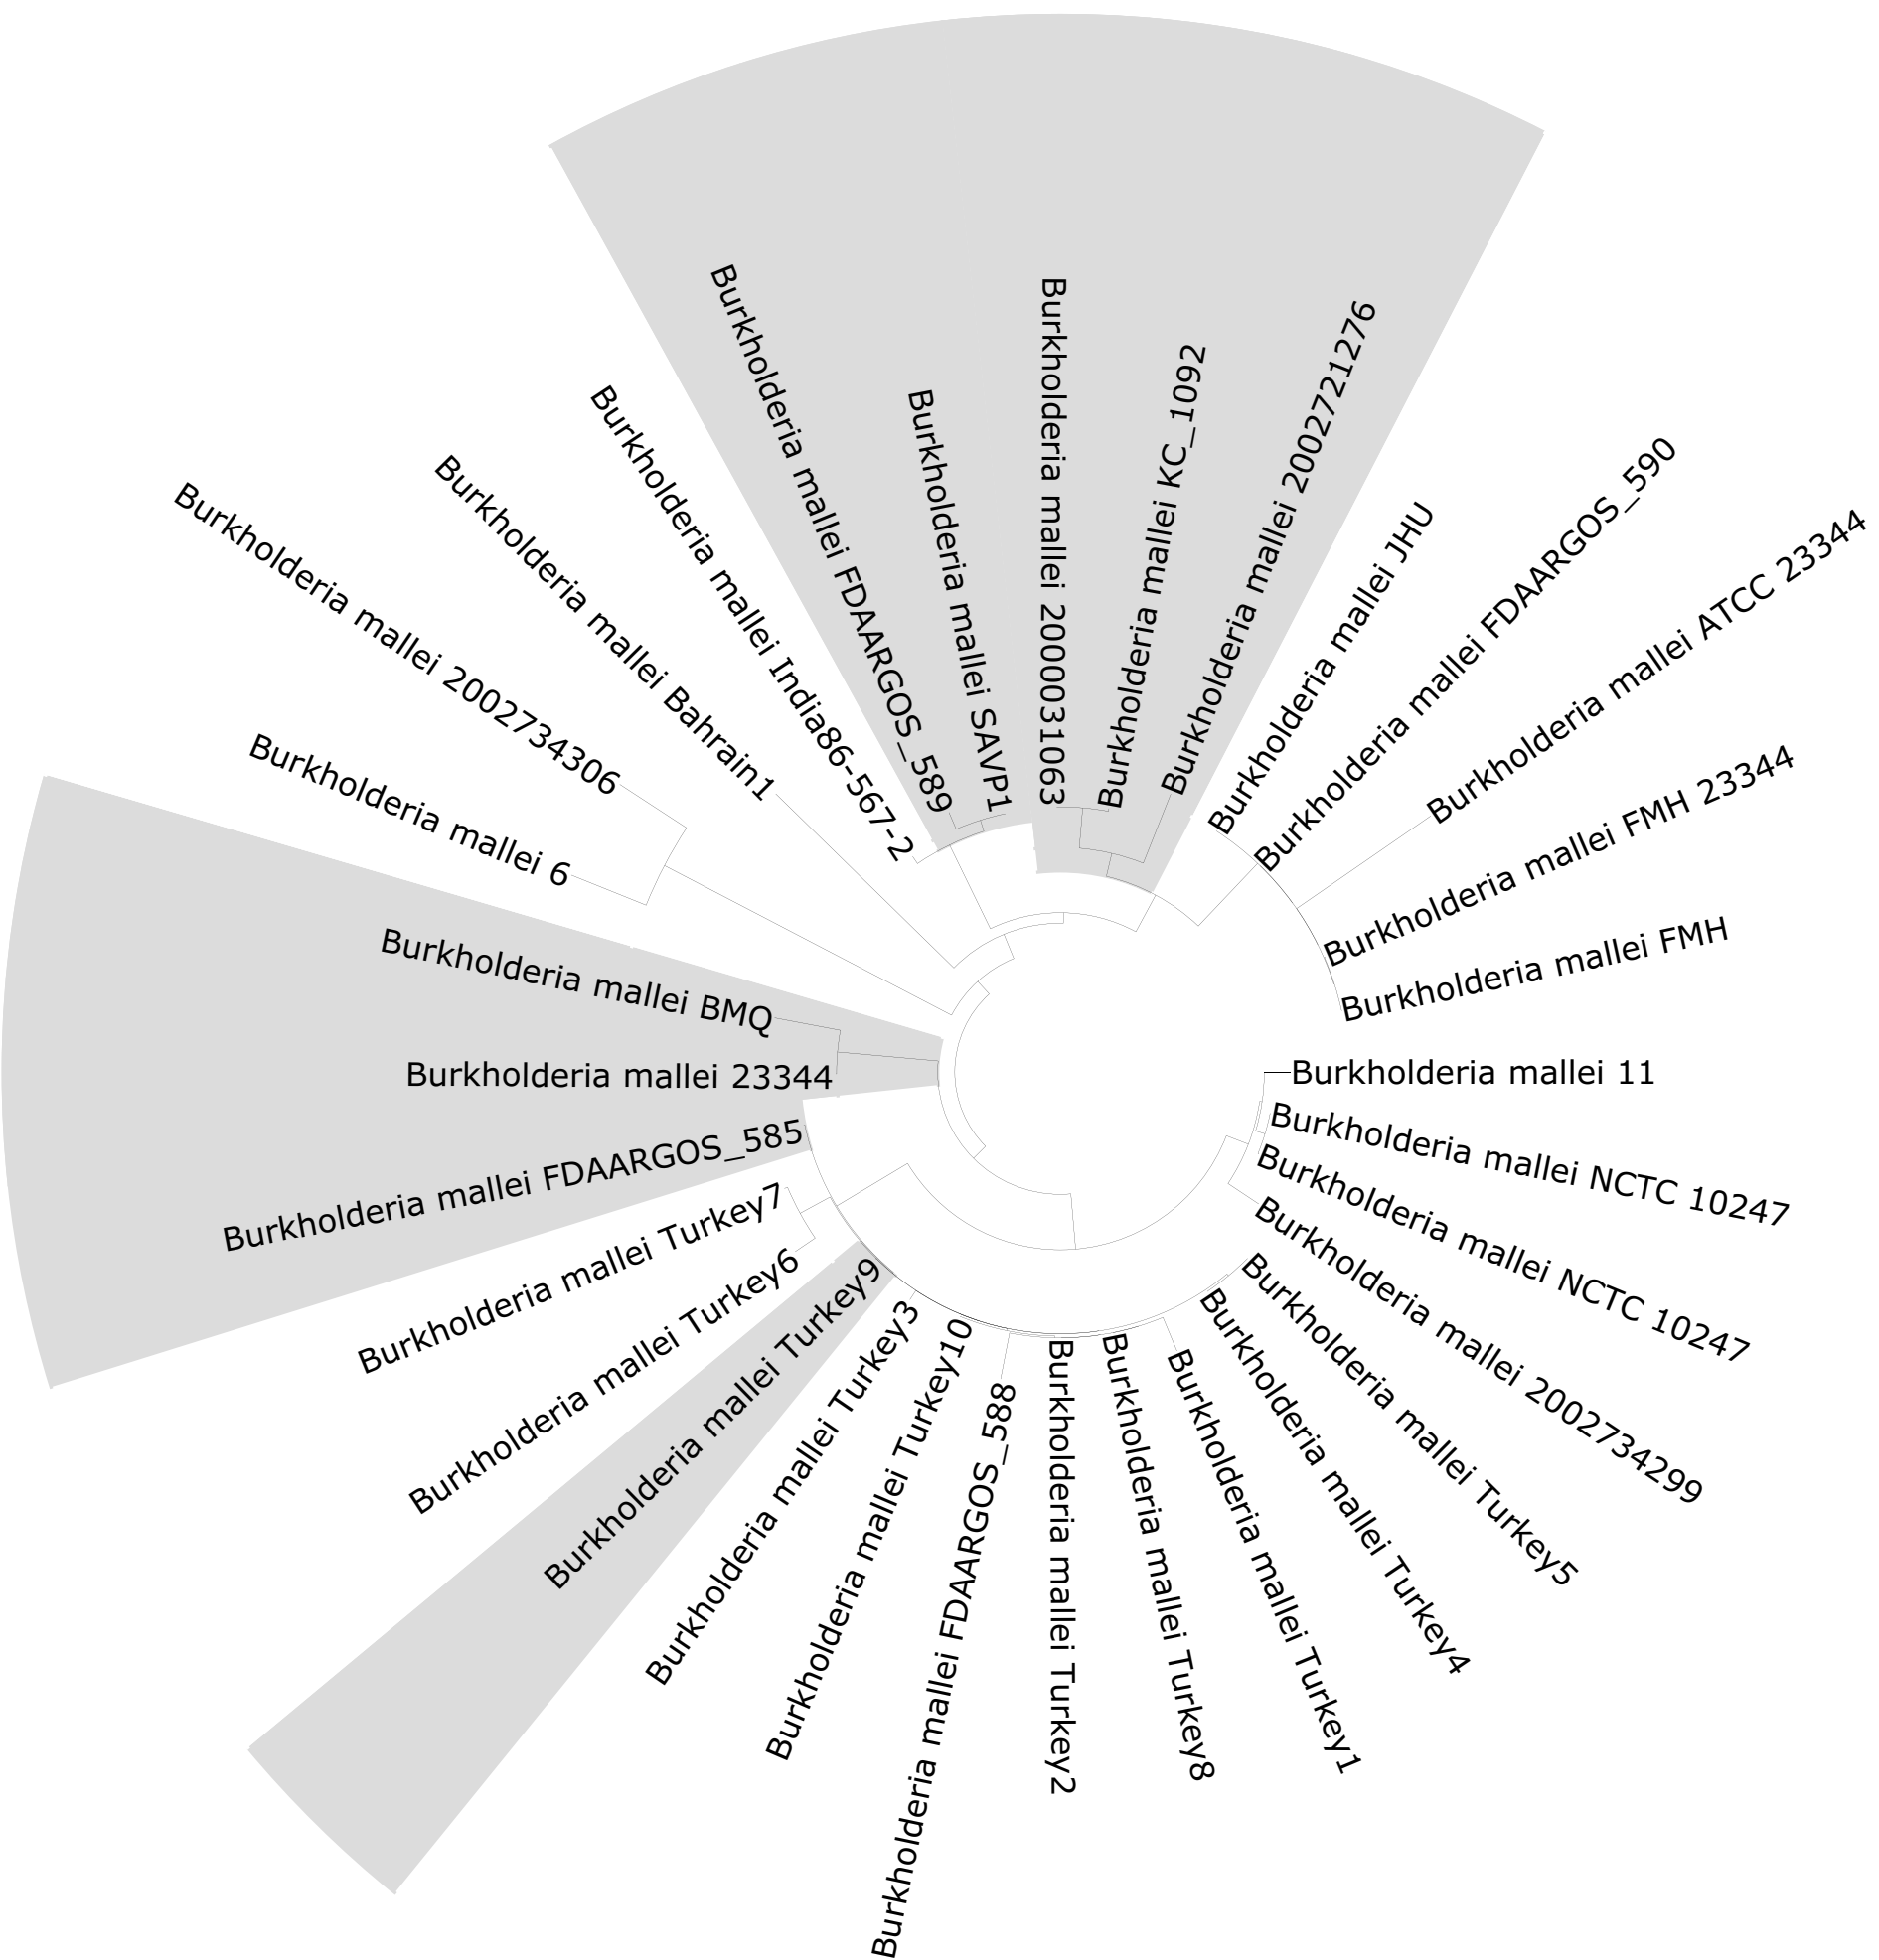 Burkholderia mallei FDAARGOS_589
Burkholderia mallei SAVP1
Burkholderia mallei 2000031063
Burkholderia mallei KC_1092
Burkholderia mallei 2002721276
Burkholderia mallei JHU
Burkholderia mallei FDAARGOS_590
Burkholderia mallei ATCC 23344
Burkholderia mallei FMH 23344
Burkholderia mallei FMH
Burkholderia mallei 11
Burkholderia mallei NCTC 10247
Burkholderia mallei NCTC 10247
Burkholderia mallei 2002734299
Burkholderia mallei Turkey5
Burkholderia mallei Turkey4
Burkholderia mallei Turkey1
Burkholderia mallei Turkey8
Burkholderia mallei Turkey2
Burkholderia mallei FDAARGOS_588
Burkholderia mallei Turkey10
Burkholderia mallei Turkey3
Burkholderia mallei Turkey9
Burkholderia mallei Turkey6
Burkholderia mallei Turkey7
Burkholderia mallei FDAARGOS_585
Burkholderia mallei 23344
Burkholderia mallei BMQ
Burkholderia mallei 6
Burkholderia mallei 2002734306
Burkholderia mallei Bahrain1
Burkholderia mallei India86-567-2